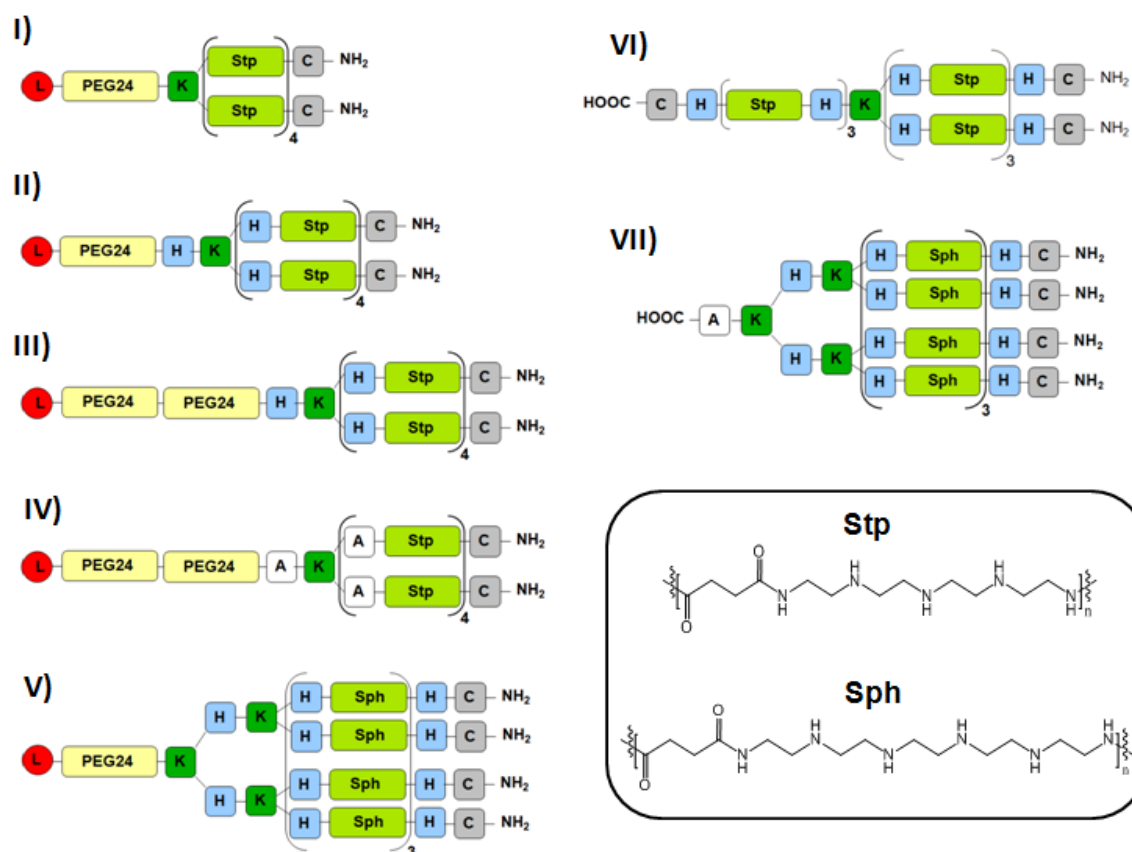 I)
L PEG24 K Stp C NH2
Stp C NH2
4
II)
L PEG24 H K H Stp C NH2
H Stp C NH2
4
III)
L PEG24 PEG24 H K H Stp C NH2
H Stp C NH2
4
IV)
L PEG24 PEG24 A K A Stp C NH2
A Stp C NH2
4
V)
H K H Sph H C NH2
H Sph H C NH2
L PEG24 K
H K H Sph H C NH2
H Sph H C NH2
3
VI)
HOOC C H Stp H K H Stp H C NH2
3 H Stp H C NH2
3
VII)
H K H Sph H C NH2
H Sph H C NH2
HOOC A K
H K H Sph H C NH2
H Sph H C NH2
3
Stp
O O N H H N N H H N N H n
Sph
O O N H H N N H H N N H H N n